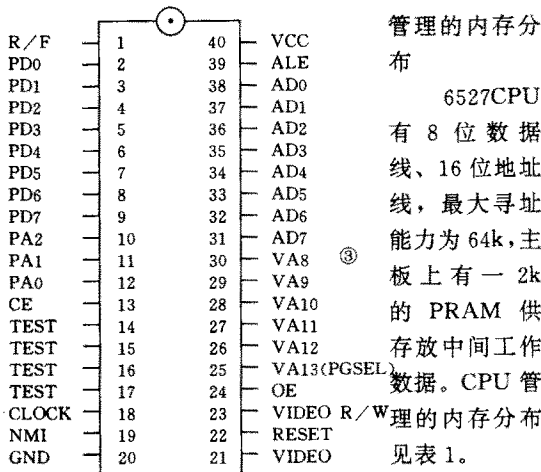 R/F 1 40 VCC
PD0 2 39 ALE
PD1 3 38 AD0
PD2 4 37 AD1
PD3 5 36 AD2
PD4 6 35 AD3
PD5 7 34 AD4
PD6 8 33 AD5
PD7 9 32 AD6
PA2 10 31 AD7
PA1 11 30 VA8 ③
PA0 12 29 VA9
CE 13 28 VA10
TEST 14 27 VA11
TEST 15 26 VA12
TEST 16 25 VA13(PGSEL)
TEST 17 24 OE
CLOCK 18 23 VIDEO R/W
NMI 19 22 RESET
GND 20 21 VIDEO
管理的内存分
布
6527CPU
有 8 位数据
线、16 位地址
线，最大寻址
能力为 64k，主
板上有一 2k
的 PRAM 供
存放中间工作
数据。CPU 管
理的内存分布
见表 1。